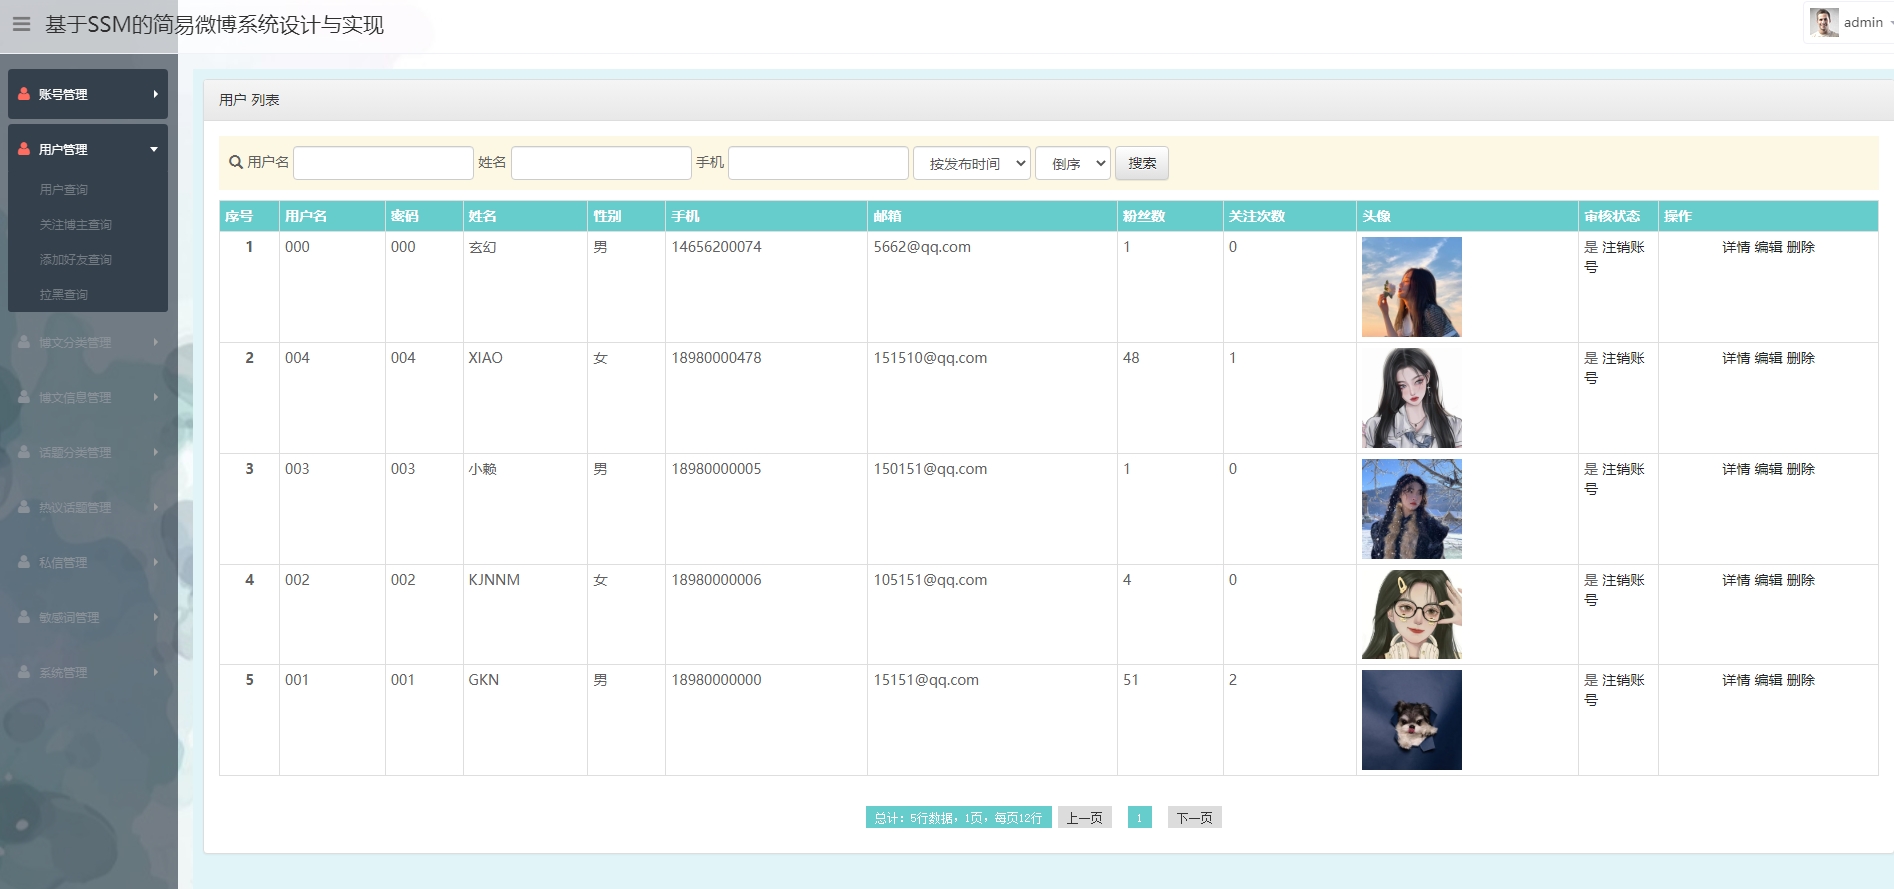 基于SSM的简易微博系统设计与实现
admin
账号管理
用户管理
用户查询
关注博主查询
添加好友查询
拉黑查询
博文分类管理
博文信息管理
话题分类管理
热议话题管理
私信管理
敏感词管理
系统管理
用户 列表
用户名 姓名 手机 按发布时间 倒序 搜索
序号 用户名 密码 姓名 性别 手机 邮箱 粉丝数 关注次数 头像 审核状态 操作
1 000 000 玄幻 男 14656200074 5662@qq.com 1 0 是 注销账 详情 编辑 删除
号
2 004 004 XIAO 女 18980000478 151510@qq.com 48 1 是 注销账 详情 编辑 删除
号
3 003 003 小赖 男 18980000005 150151@qq.com 1 0 是 注销账 详情 编辑 删除
号
4 002 002 KJNNM 女 18980000006 105151@qq.com 4 0 是 注销账 详情 编辑 删除
号
5 001 001 GKN 男 18980000000 15151@qq.com 51 2 是 注销账 详情 编辑 删除
号
总计：5行数据，1页，每页12行 上一页 1 下一页